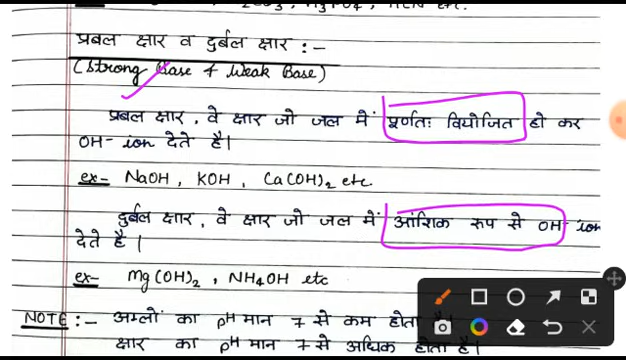 प्रबल क्षार व दुर्बल क्षार :-
(Strong Base & Weak Base)
प्रबल क्षार, वे क्षार जो जल में पूर्णतः वियोजित हो कर
OH- ion देते है।
ex- NaOH, KOH, Ca(OH)2 etc
दुर्बल क्षार, वे क्षार जो जल में आंशिक रूप से OH- ion
देते है।
ex- Mg(OH)2, NH4OH etc
NOTE :- अम्लों का pH मान 7 से कम होता है।
क्षार का pH मान 7 से अधिक होता है।